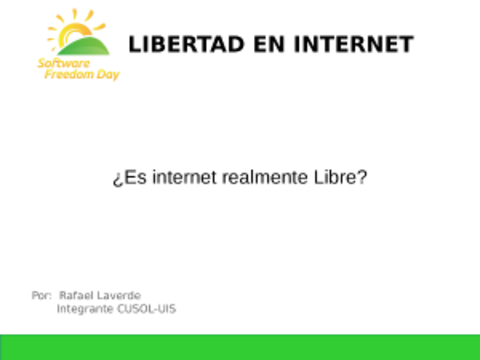 Software
Freedom Day
LIBERTAD EN INTERNET
¿Es internet realmente Libre?
Por: Rafael Laverde
Integrante CUSOL-UIS